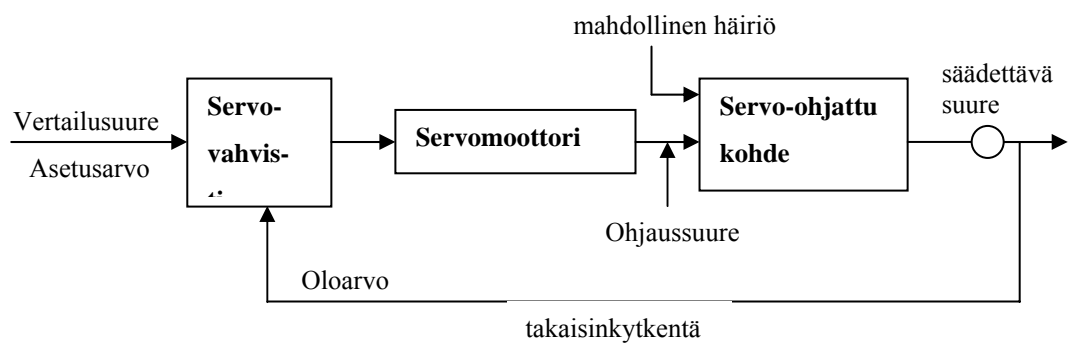 mahdollinen häiriö
säädettävä
suure
Vertailusuure
Asetusarvo
Servo-
vahvis-
Servomoottori
Servo-ohjattu
kohde
Ohjaussuure
Oloarvo
takaisinkytkentä